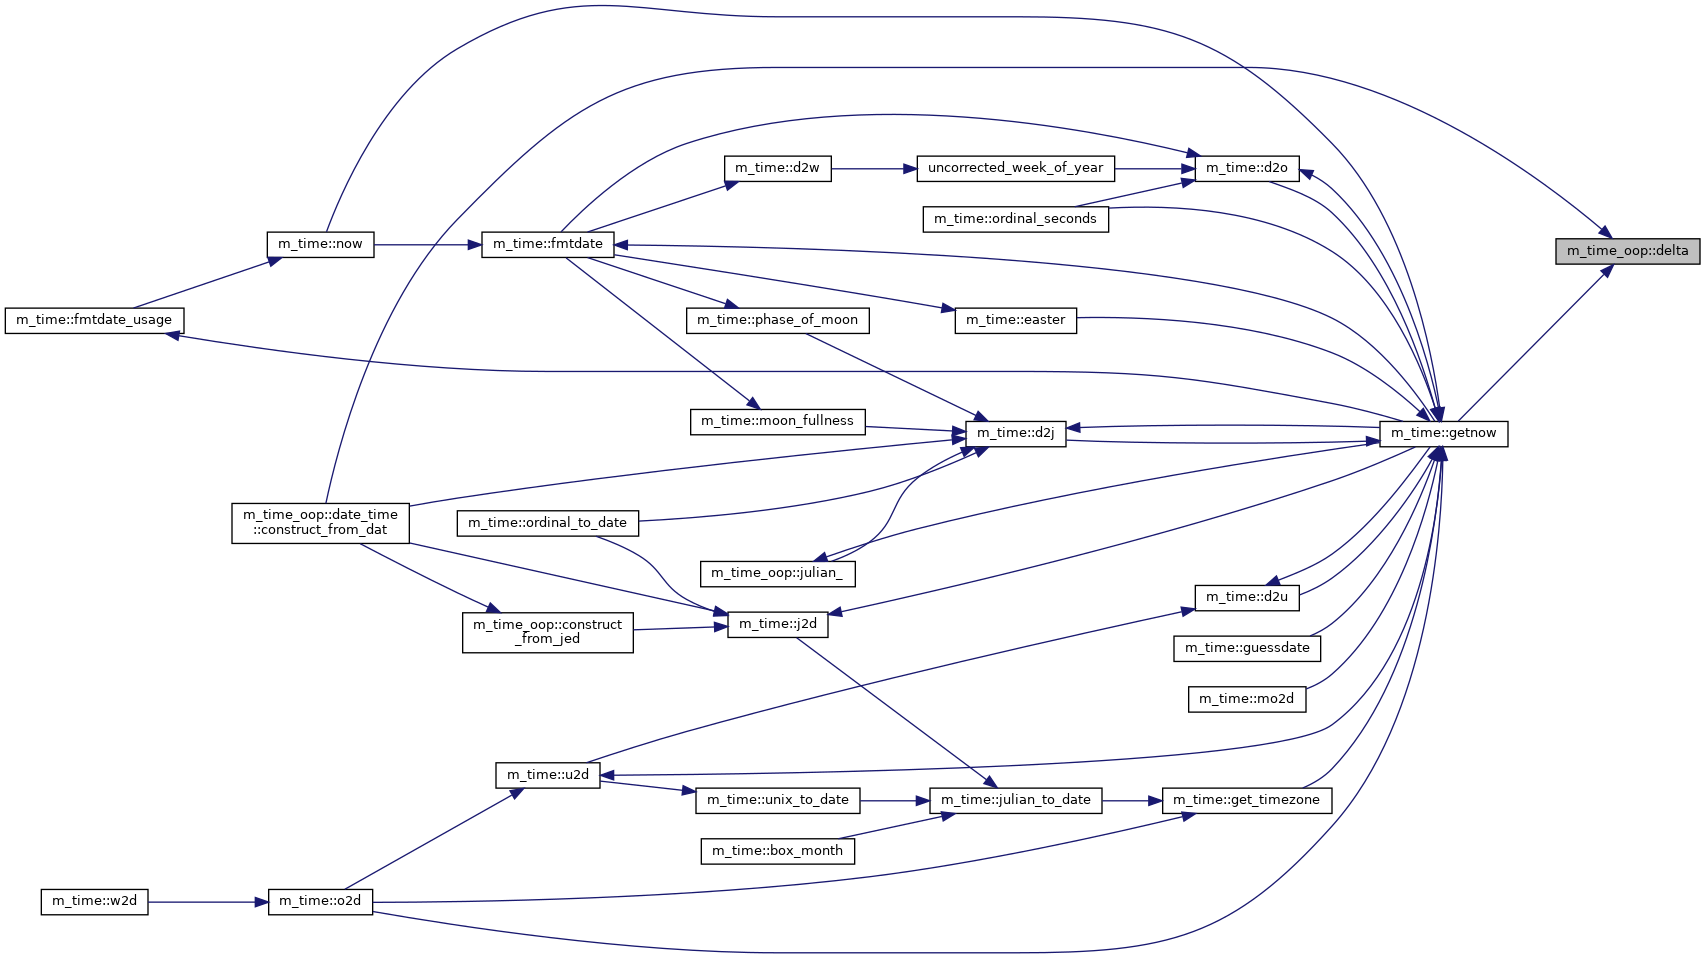 m_time::d2w
uncorrected_week_of_year
m_time::d2o
m_time::ordinal_seconds
m_time::now
m_time::fmtdate
m_time_oop::delta
m_time::fmtdate_usage
m_time::phase_of_moon
m_time::easter
m_time::moon_fullness
m_time::d2j
m_time::getnow
m_time_oop::date_time
::construct_from_dat
m_time::ordinal_to_date
m_time_oop::julian_
m_time::d2u
m_time_oop::construct
_from_jed
m_time::j2d
m_time::guessdate
m_time::mo2d
m_time::u2d
m_time::unix_to_date
m_time::julian_to_date
m_time::get_timezone
m_time::box_month
m_time::w2d
m_time::o2d